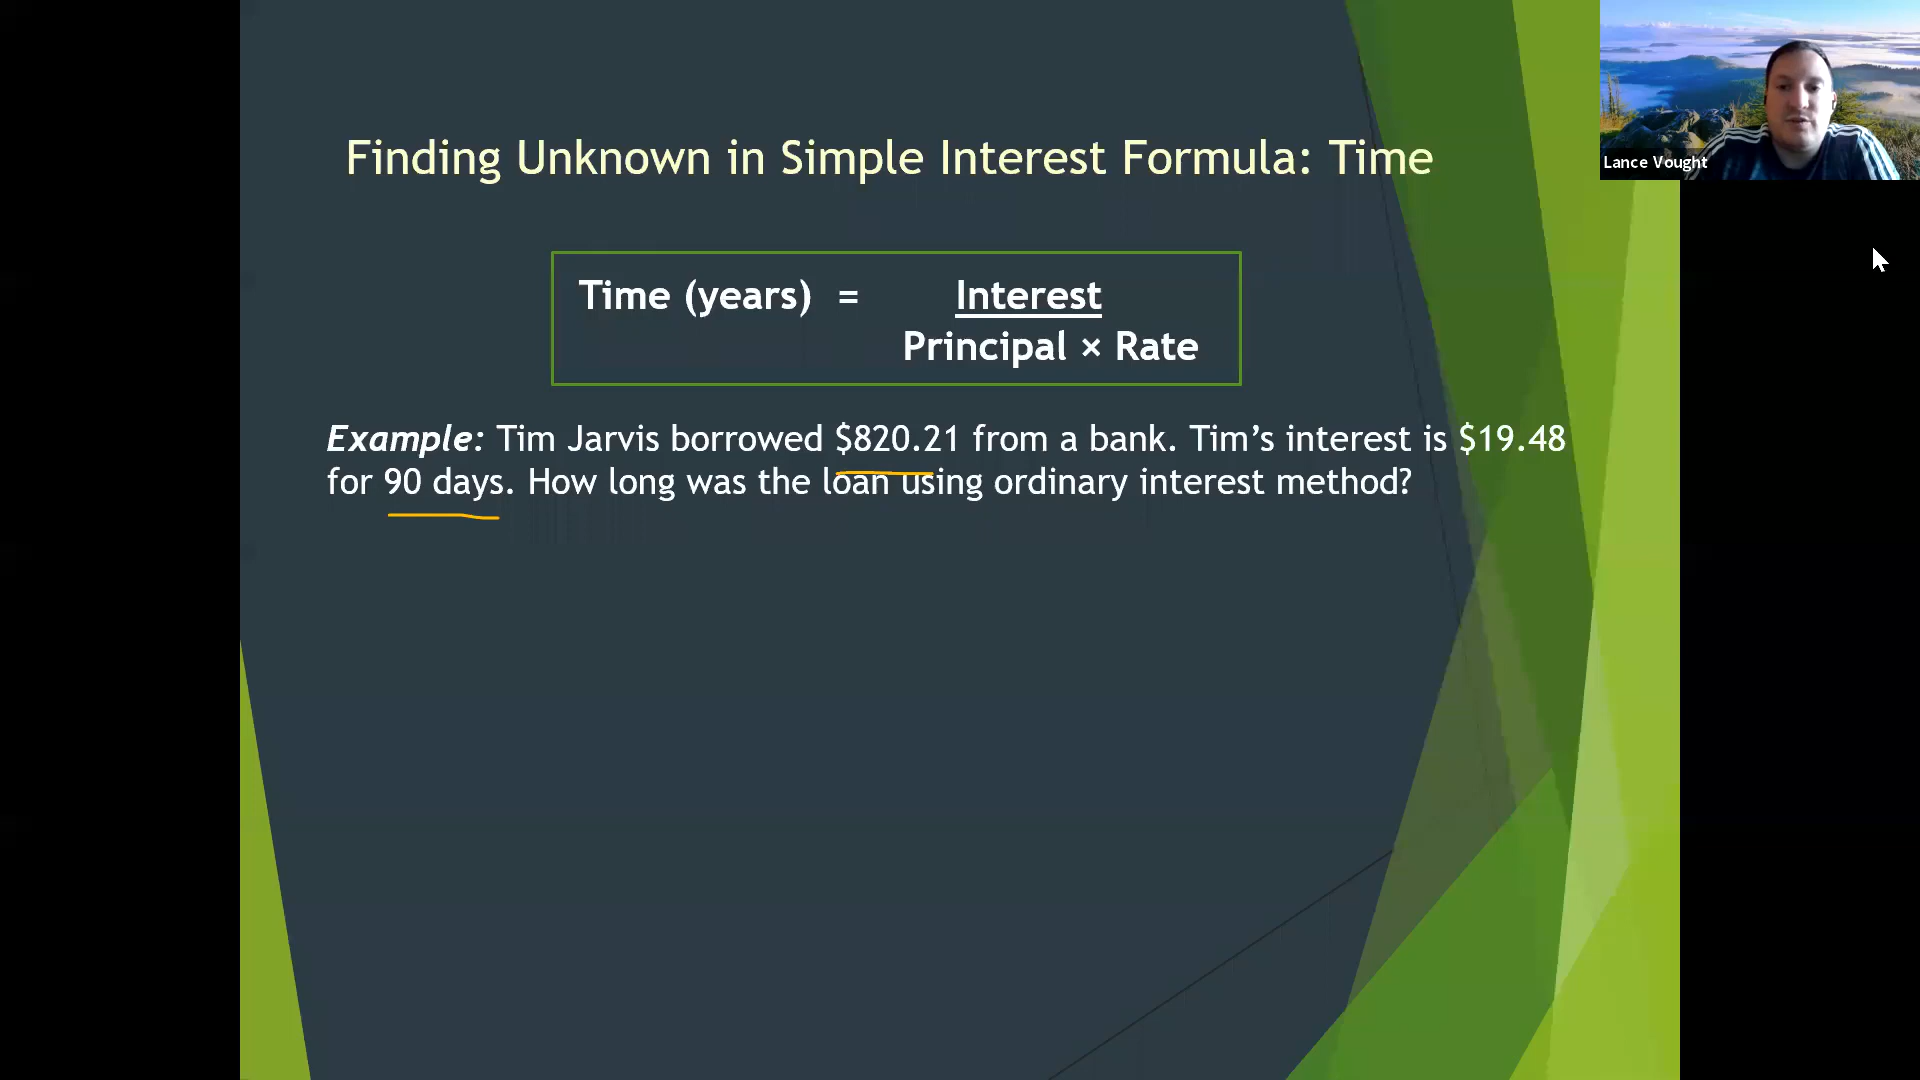 Finding Unknown in Simple Interest Formula: Time
Lance Vought
Time (years) = Interest
Principal × Rate
Example: Tim Jarvis borrowed $820.21 from a bank. Tim’s interest is $19.48
for 90 days. How long was the loan using ordinary interest method?